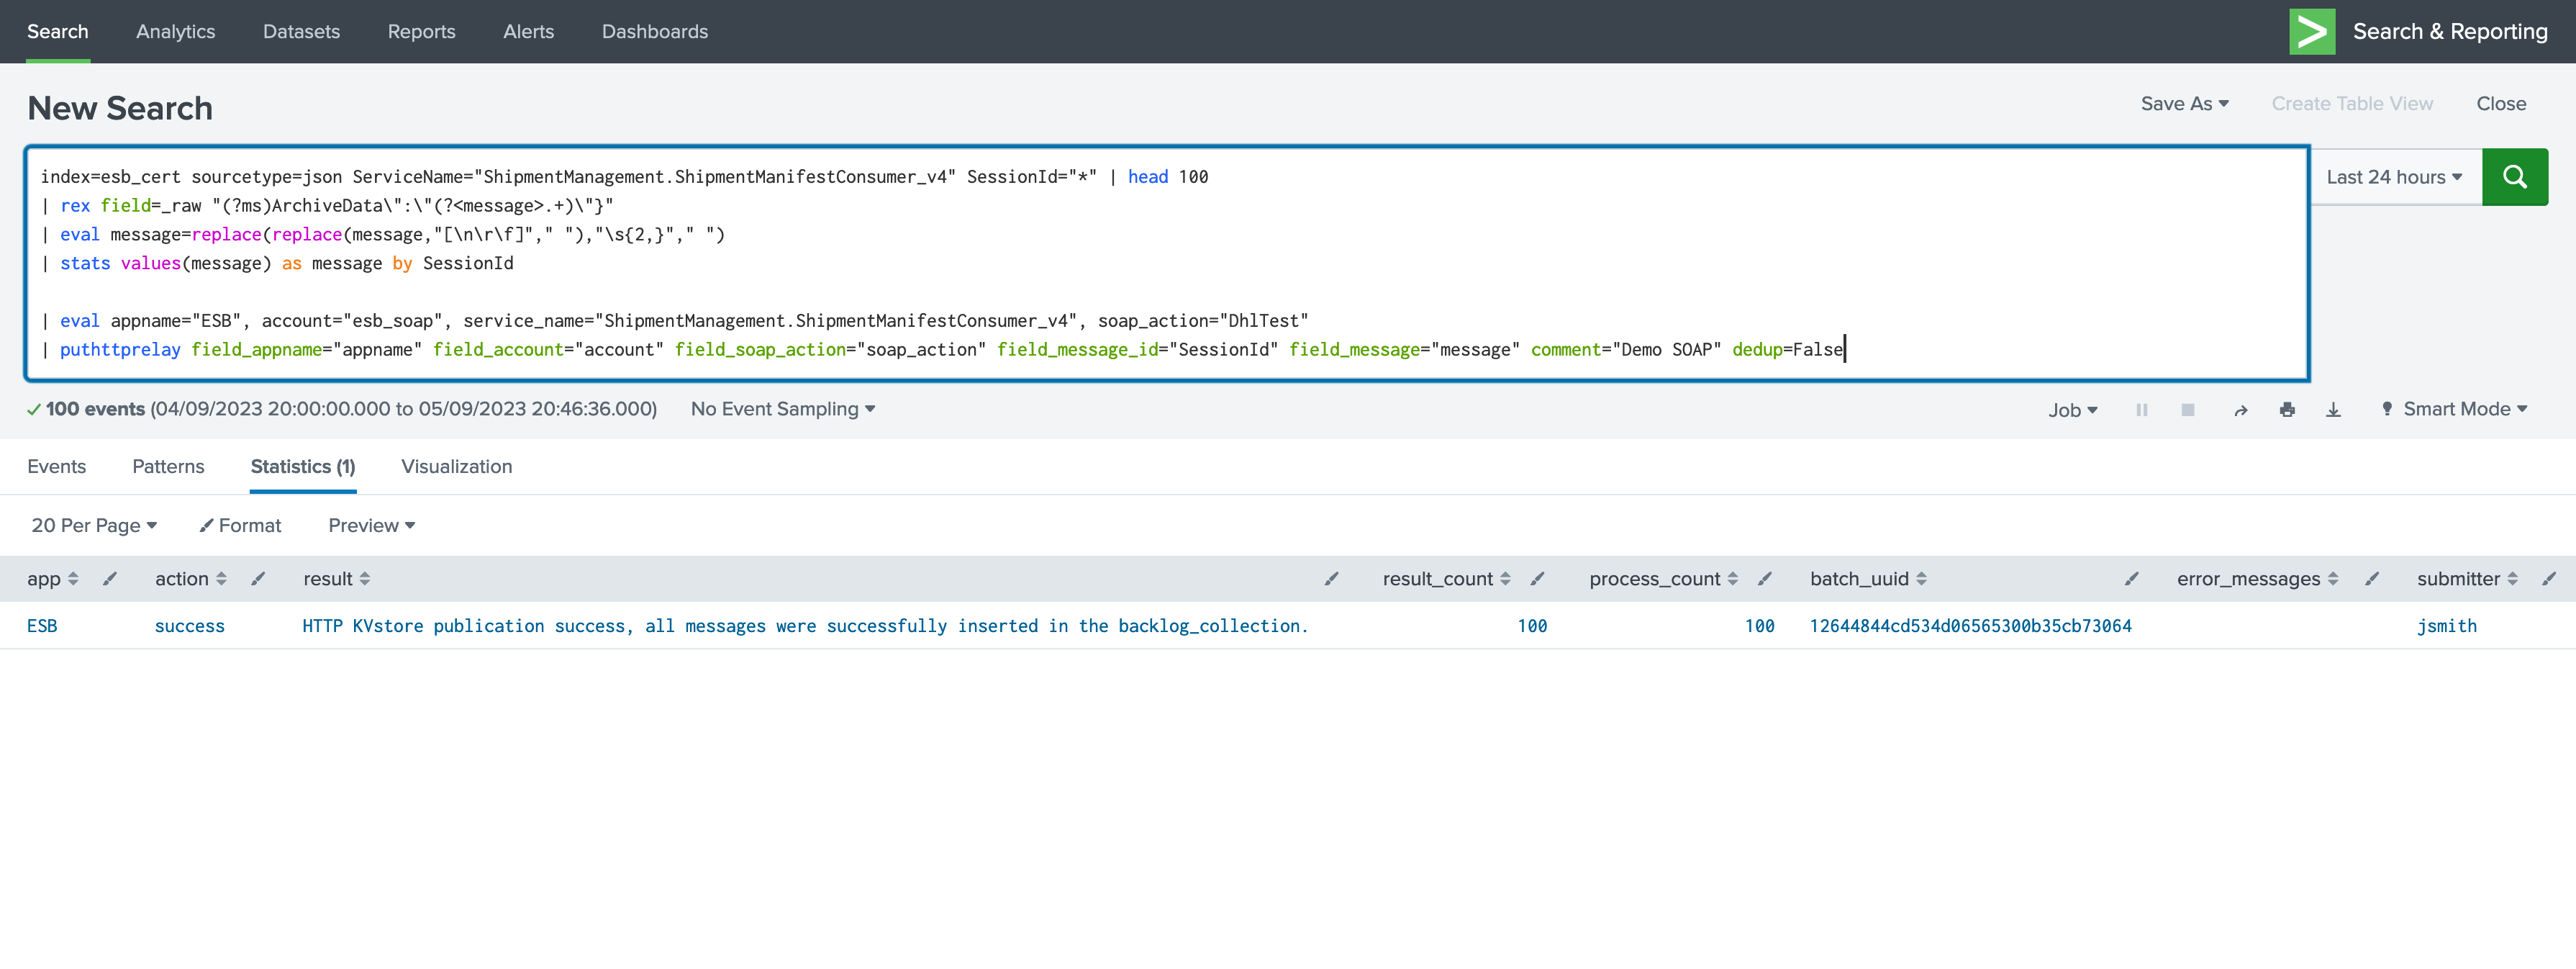 Search Analytics Datasets Reports Alerts Dashboards Search & Reporting
New Search
Save As Create Table View Close
index=esb_cert sourcetype=json ServiceName="ShipmentManagement.ShipmentManifestConsumer_v4" SessionId="*" | head 100
| rex field=_raw "(?ms)ArchiveData\":\"(?<message>.+)\"}"
| eval message=replace(replace(message,"[\n\r\f]"," "),"\s{2,}"," ")
| stats values(message) as message by SessionId
| eval appname="ESB", account="esb_soap", service_name="ShipmentManagement.ShipmentManifestConsumer_v4", soap_action="DhlTest"
| puthttprelay field_appname="appname" field_account="account" field_soap_action="soap_action" field_message_id="SessionId" field_message="message" comment="Demo SOAP" dedup=False
Last 24 hours
100 events (04/09/2023 20:00:00.000 to 05/09/2023 20:46:36.000) No Event Sampling Job Smart Mode
Events Patterns Statistics (1) Visualization
20 Per Page Format Preview
app action result result_count process_count batch_uuid error_messages submitter
ESB success HTTP KVstore publication success, all messages were successfully inserted in the backlog_collection. 100 100 12644844cd534d06565300b35cb73064 jsmith